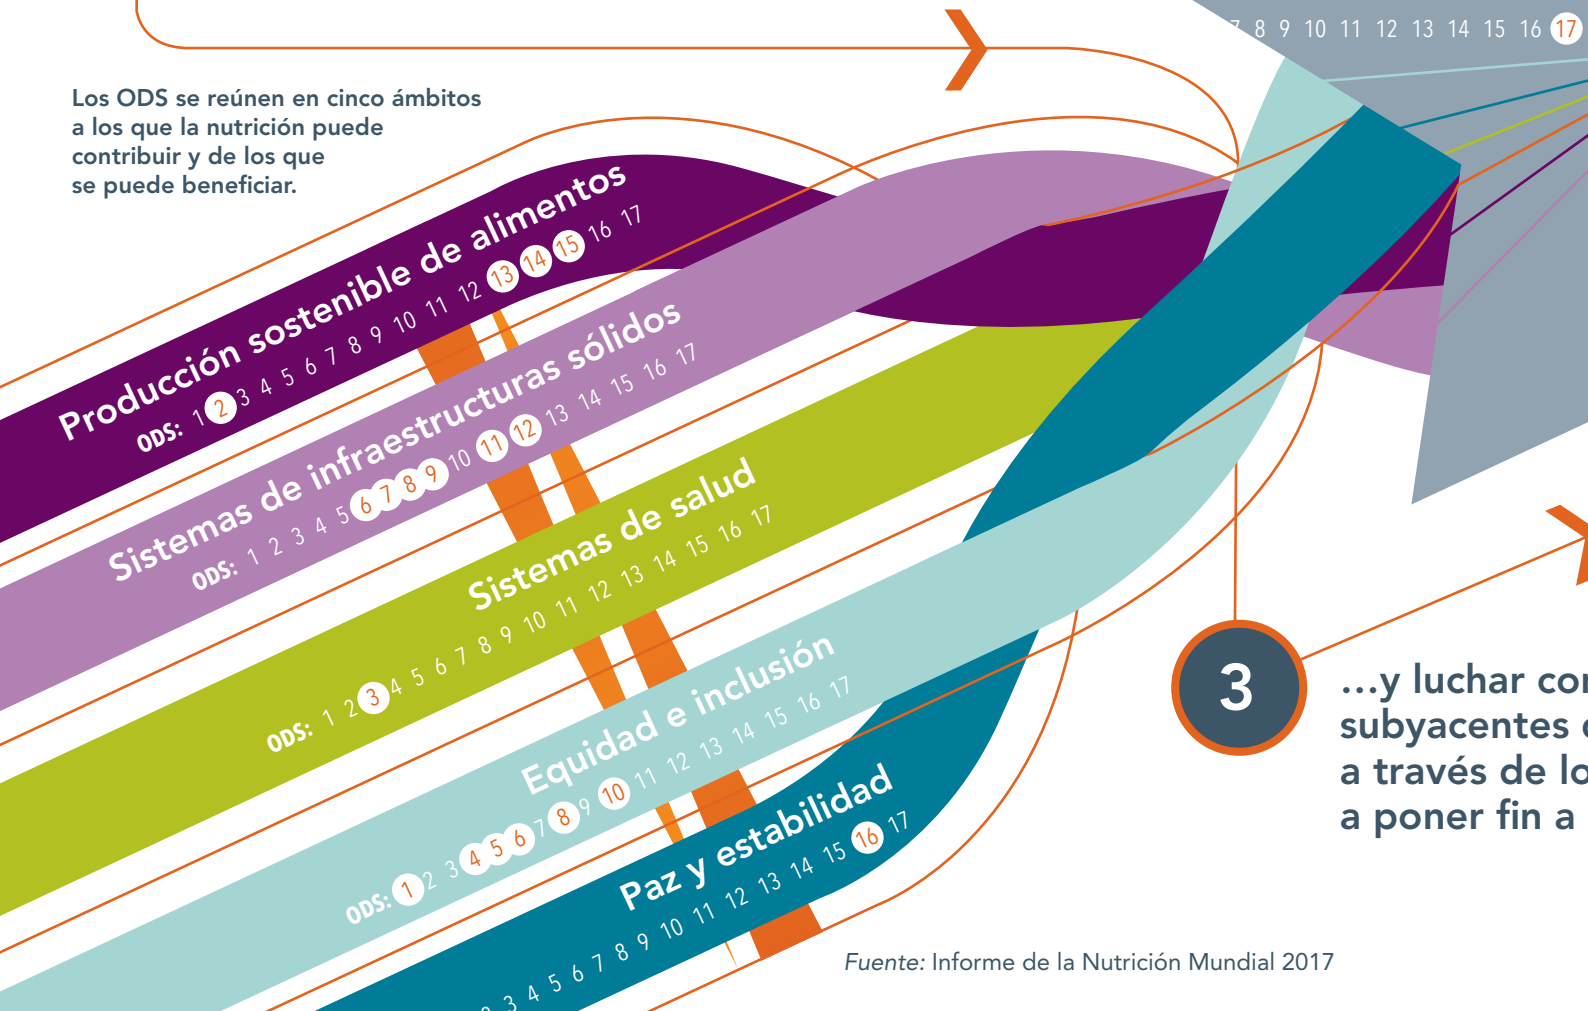 7 8 9 10 11 12 13 14 15 16 17
Los ODS se reúnen en cinco ámbitos
a los que la nutrición puede
contribuir y de los que
se puede beneficiar.
Producción sostenible de alimentos
ODS: 1 2 3 4 5 6 7 8 9 10 11 12 13 14 15 16 17
Sistemas de infraestructuras sólidos
ODS: 1 2 3 4 5 6 7 8 9 10 11 12 13 14 15 16 17
Sistemas de salud
ODS: 1 2 3 4 5 6 7 8 9 10 11 12 13 14 15 16 17
Equidad e inclusión
ODS: 1 2 3 4 5 6 7 8 9 10 11 12 13 14 15 16 17
Paz y estabilidad
3 4 5 6 7 8 9 10 11 12 13 14 15 16 17
3
…y luchar con
subyacentes
a través de lo
a poner fin a
Fuente: Informe de la Nutrición Mundial 2017